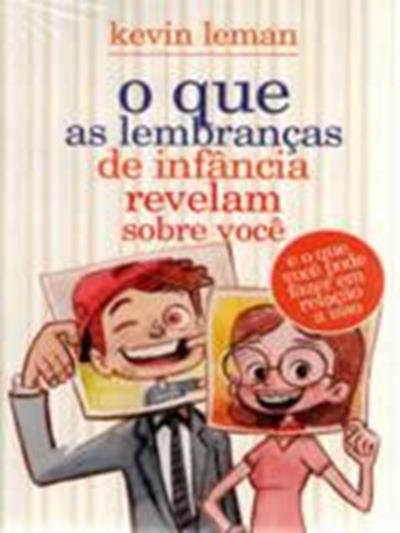 kevin leman
o que
as lembranças
de infância
revelam
sobre você
e o que
você pode
fazer em
relação
a isso